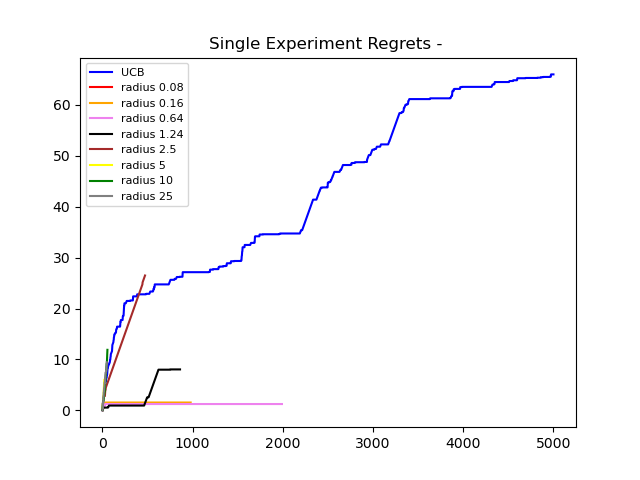 Single Experiment Regrets -
UCB
radius 0.08
radius 0.16
radius 0.64
radius 1.24
radius 2.5
radius 5
radius 10
radius 25
60
50
40
30
20
10
0
0 1000 2000 3000 4000 5000